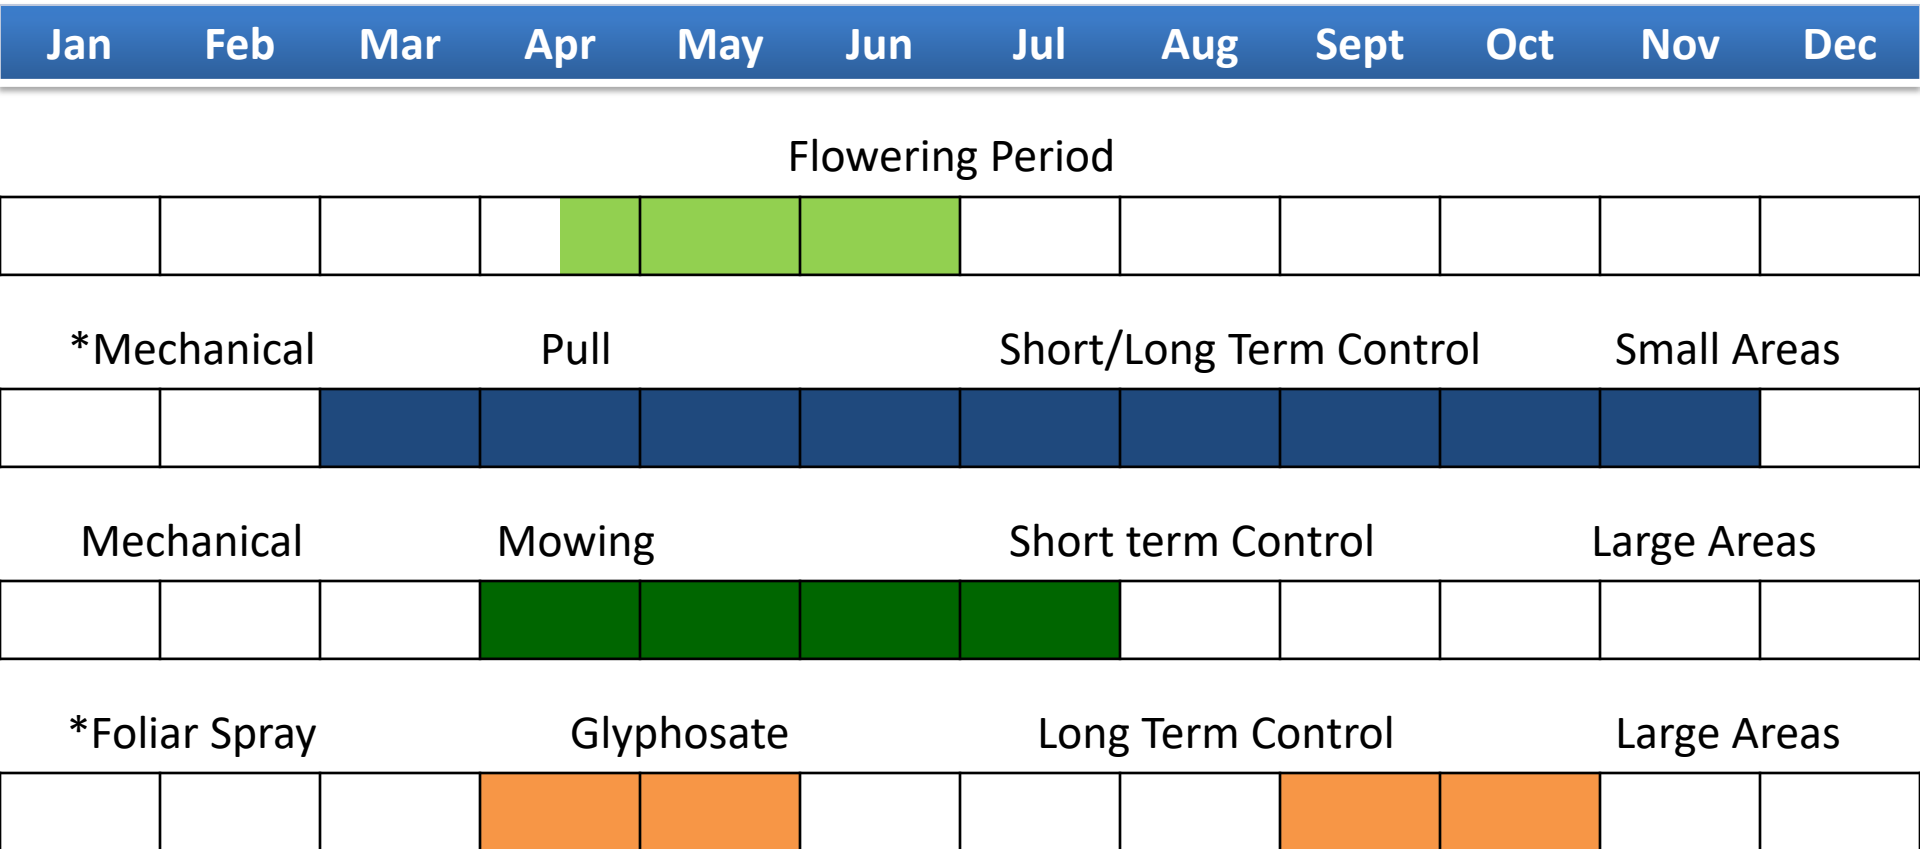 Jan Feb Mar Apr May Jun Jul Aug Sept Oct Nov Dec
Flowering Period
*Mechanical Pull Short/Long Term Control Small Areas
Mechanical Mowing Short term Control Large Areas
*Foliar Spray Glyphosate Long Term Control Large Areas